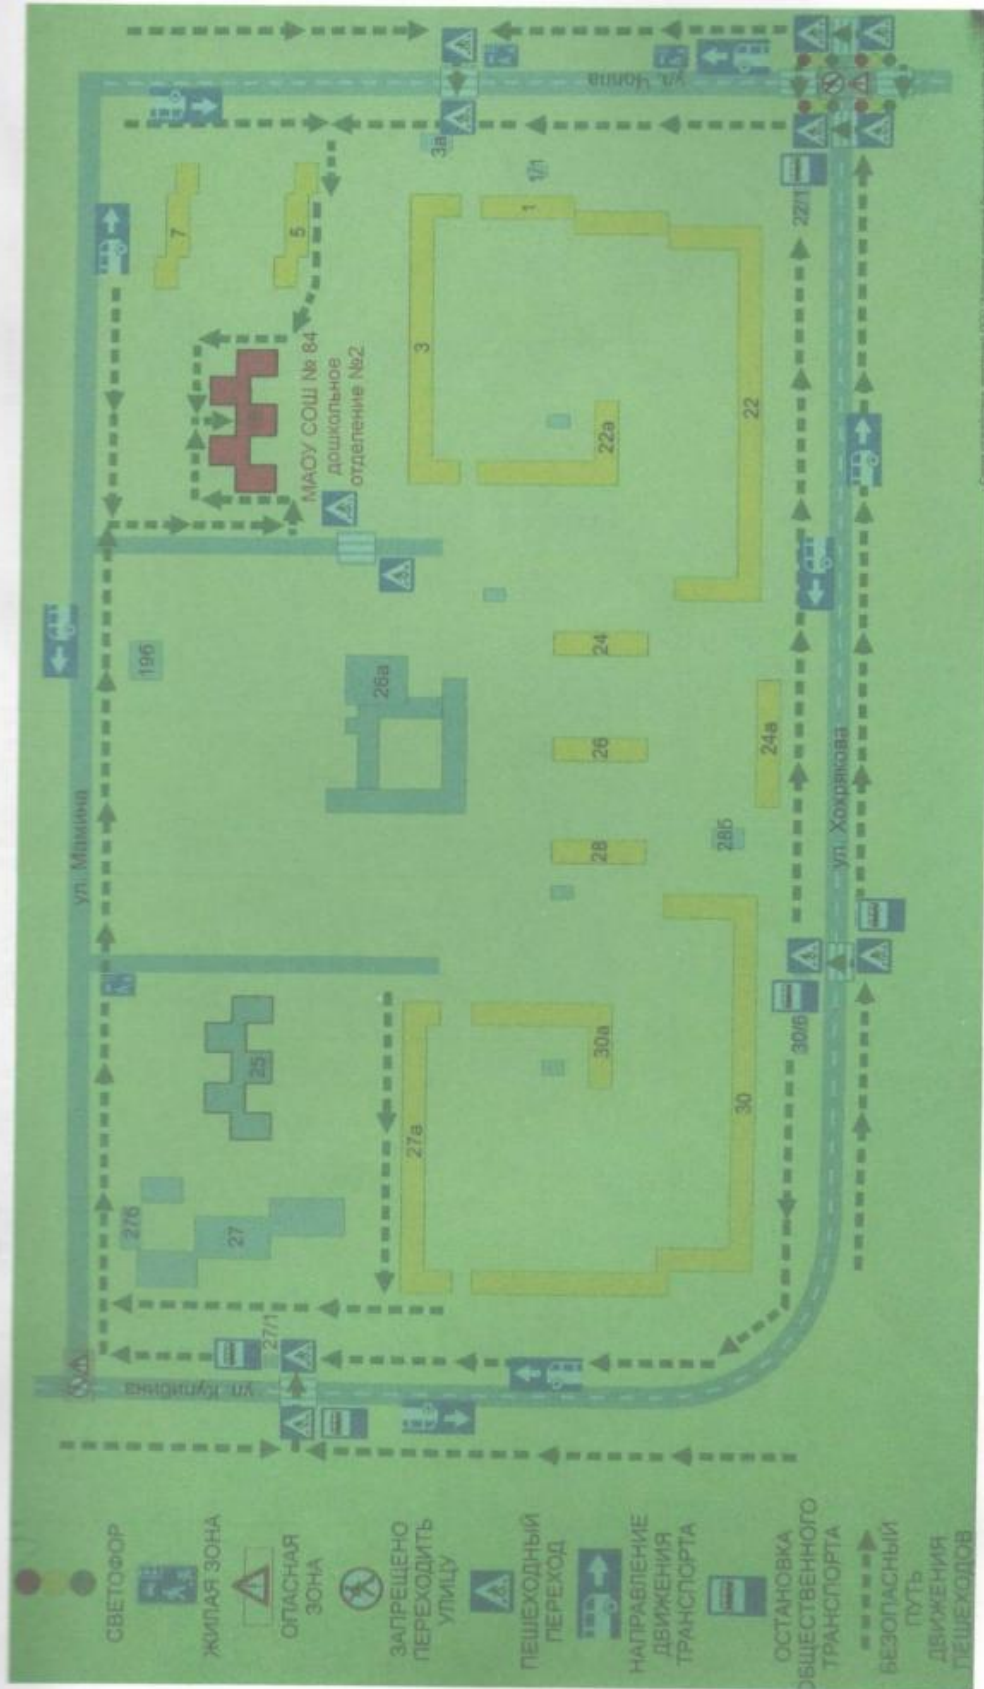 ул. Мамина
ул. Чаппа
ул. Хохрякова
ул. Кулибина
7
5
3а
1/1
1
3
22/1
22
22а
МАОУ СОШ № 84
дошкольное
отделение №2
19б
26а
24
26
28
24а
28б
25
27б
27
27/1
27а
30а
30
30/6
СВЕТОФОР
ЖИЛАЯ ЗОНА
ОПАСНАЯ
ЗОНА
ЗАПРЕЩЕНО
ПЕРЕХОДИТЬ
УЛИЦУ
ПЕШЕХОДНЫЙ
ПЕРЕХОД
НАПРАВЛЕНИЕ
ДВИЖЕНИЯ
ТРАНСПОРТА
ОСТАНОВКА
ОБЩЕСТВЕННОГО
ТРАНСПОРТА
БЕЗОПАСНЫЙ
ПУТЬ
ДВИЖЕНИЯ
ПЕШЕХОДОВ